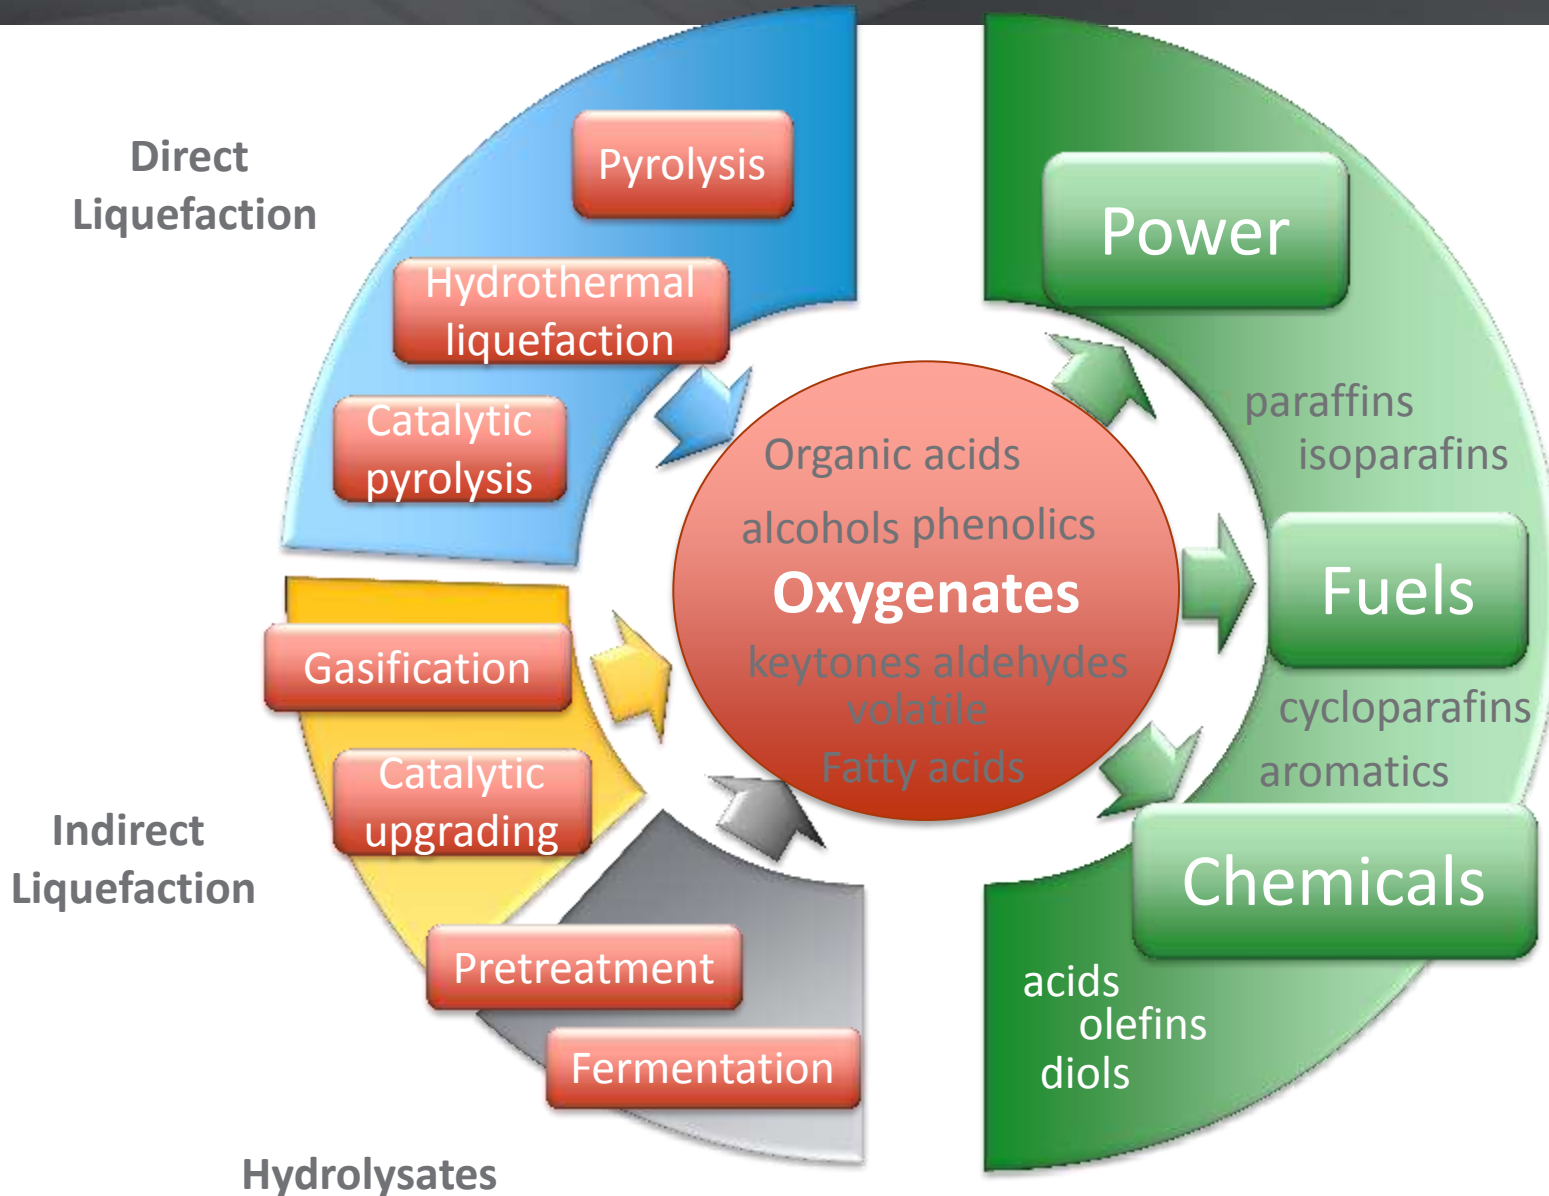 Direct
Liquefaction
Pyrolysis
Hydrothermal
liquefaction
Catalytic
pyrolysis
Gasification
Catalytic
upgrading
Indirect
Liquefaction
Pretreatment
Fermentation
Hydrolysates
Organic acids
alcohols phenolics
Oxygenates
keytones aldehydes
volatile
Fatty acids
Power
paraffins
isoparafins
Fuels
cycloparafins
aromatics
Chemicals
acids
olefins
diols